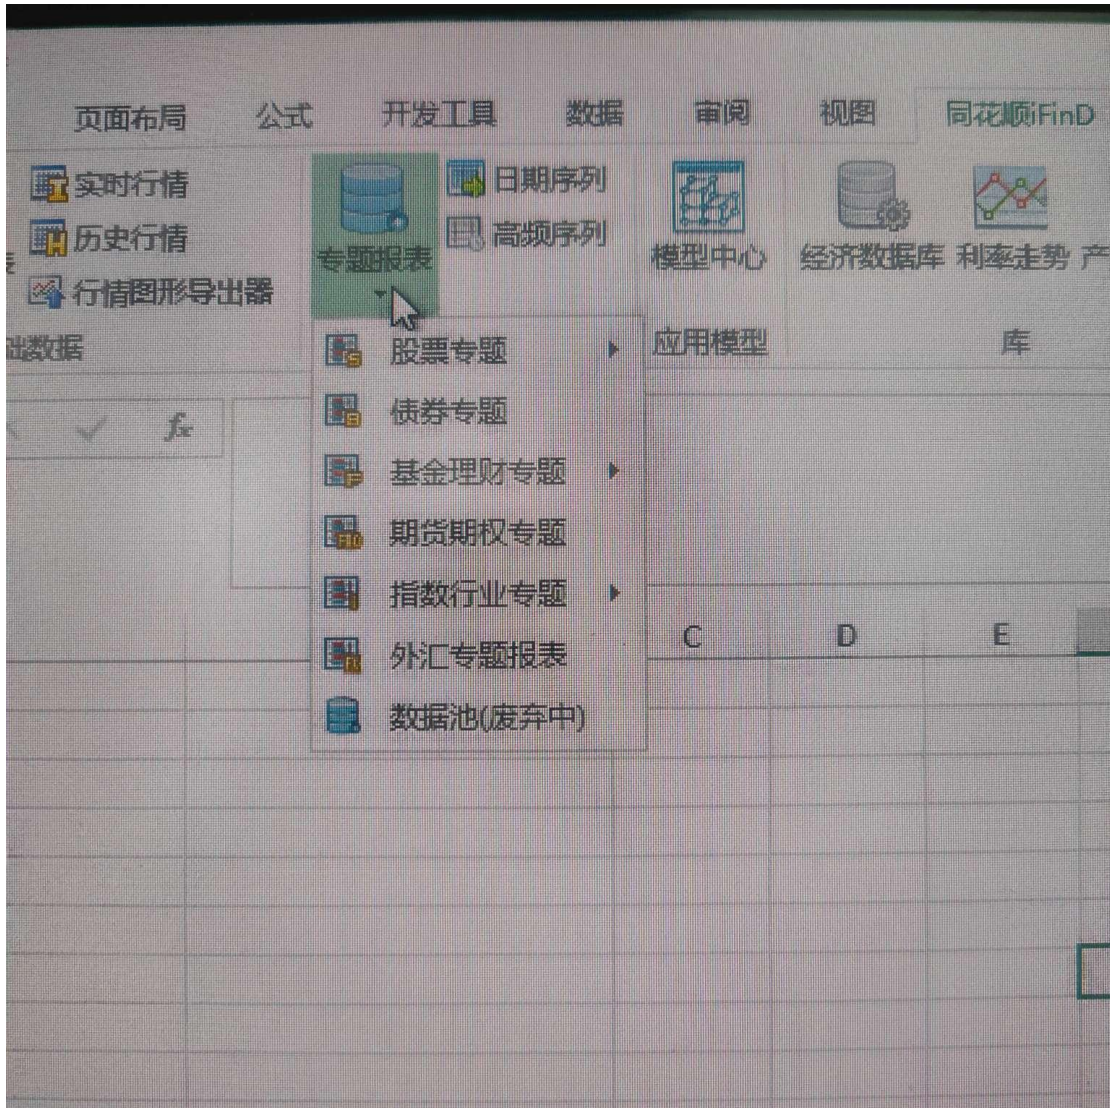 页面布局 公式 开发工具 数据 审阅 视图 同花顺iFinD
实时行情
历史行情
行情图形导出器
专题报表
日期序列
高频序列
模型中心
经济数据库
利率走势
产
础数据
应用模型
库
fx
股票专题
债券专题
基金理财专题
期货期权专题
指数行业专题
外汇专题报表
数据池(废弃中)
C D E